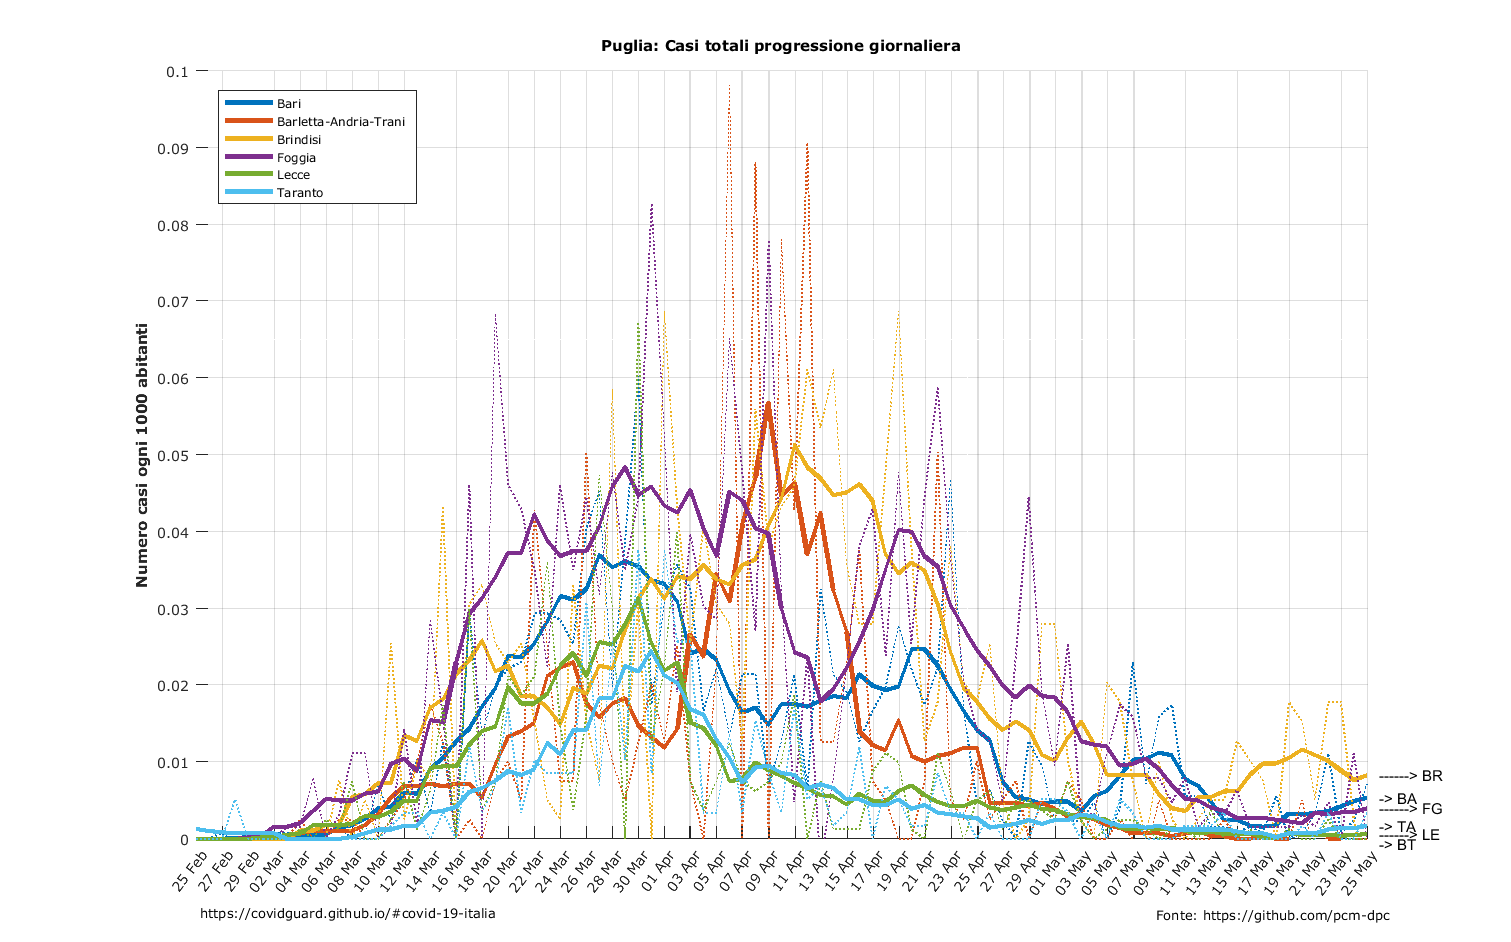 Puglia: Casi totali progressione giornaliera
Numero casi ogni 1000 abitanti
0.1
0.09
0.08
0.07
0.06
0.05
0.04
0.03
0.02
0.01
0
Bari
Barletta-Andria-Trani
Brindisi
Foggia
Lecce
Taranto
------> BR
-> BA
------> FG
-> TA
------> LE
-> BT
25 Feb
27 Feb
29 Feb
02 Mar
04 Mar
06 Mar
08 Mar
10 Mar
12 Mar
14 Mar
16 Mar
18 Mar
20 Mar
22 Mar
24 Mar
26 Mar
28 Mar
30 Mar
01 Apr
03 Apr
05 Apr
07 Apr
09 Apr
11 Apr
13 Apr
15 Apr
17 Apr
19 Apr
21 Apr
23 Apr
25 Apr
27 Apr
29 Apr
01 May
03 May
05 May
07 May
09 May
11 May
13 May
15 May
17 May
19 May
21 May
23 May
25 May
https://covidguard.github.io/#covid-19-italia
Fonte: https://github.com/pcm-dpc